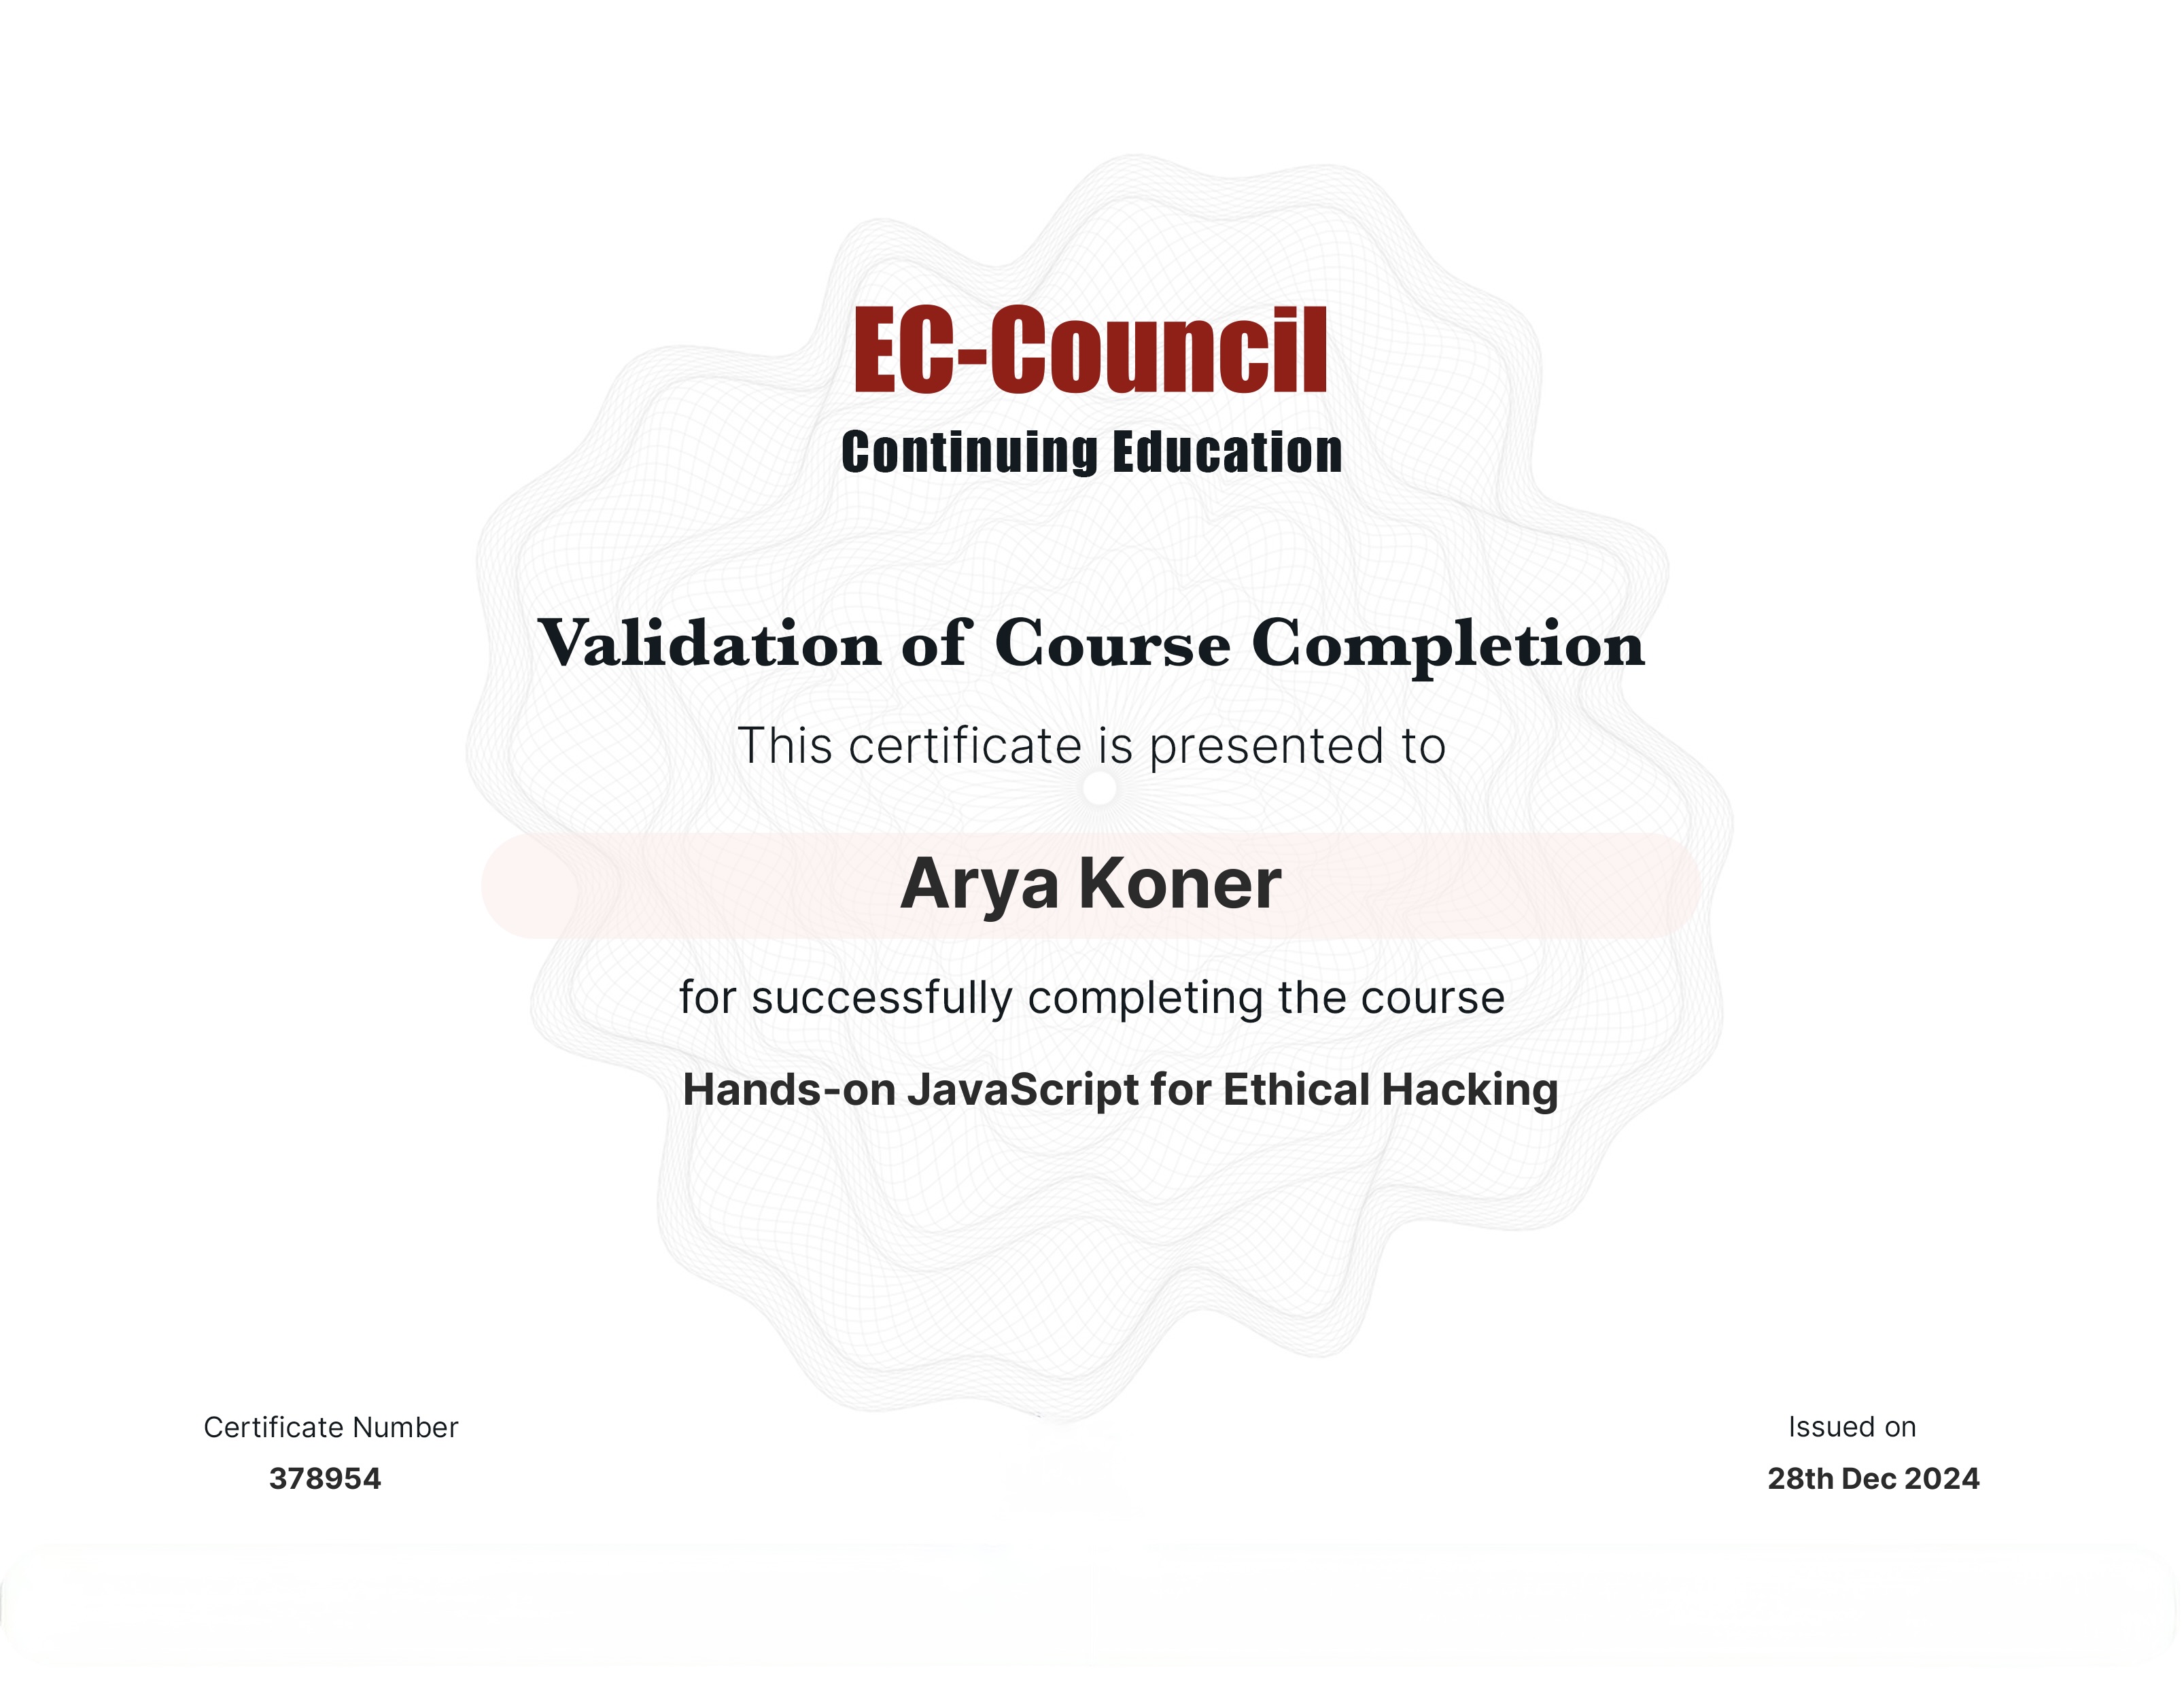 EC-Council
Continuing Education
Validation of Course Completion
This certificate is presented to
Arya Koner
for successfully completing the course
Hands-on JavaScript for Ethical Hacking
Certificate Number
378954
Issued on
28th Dec 2024